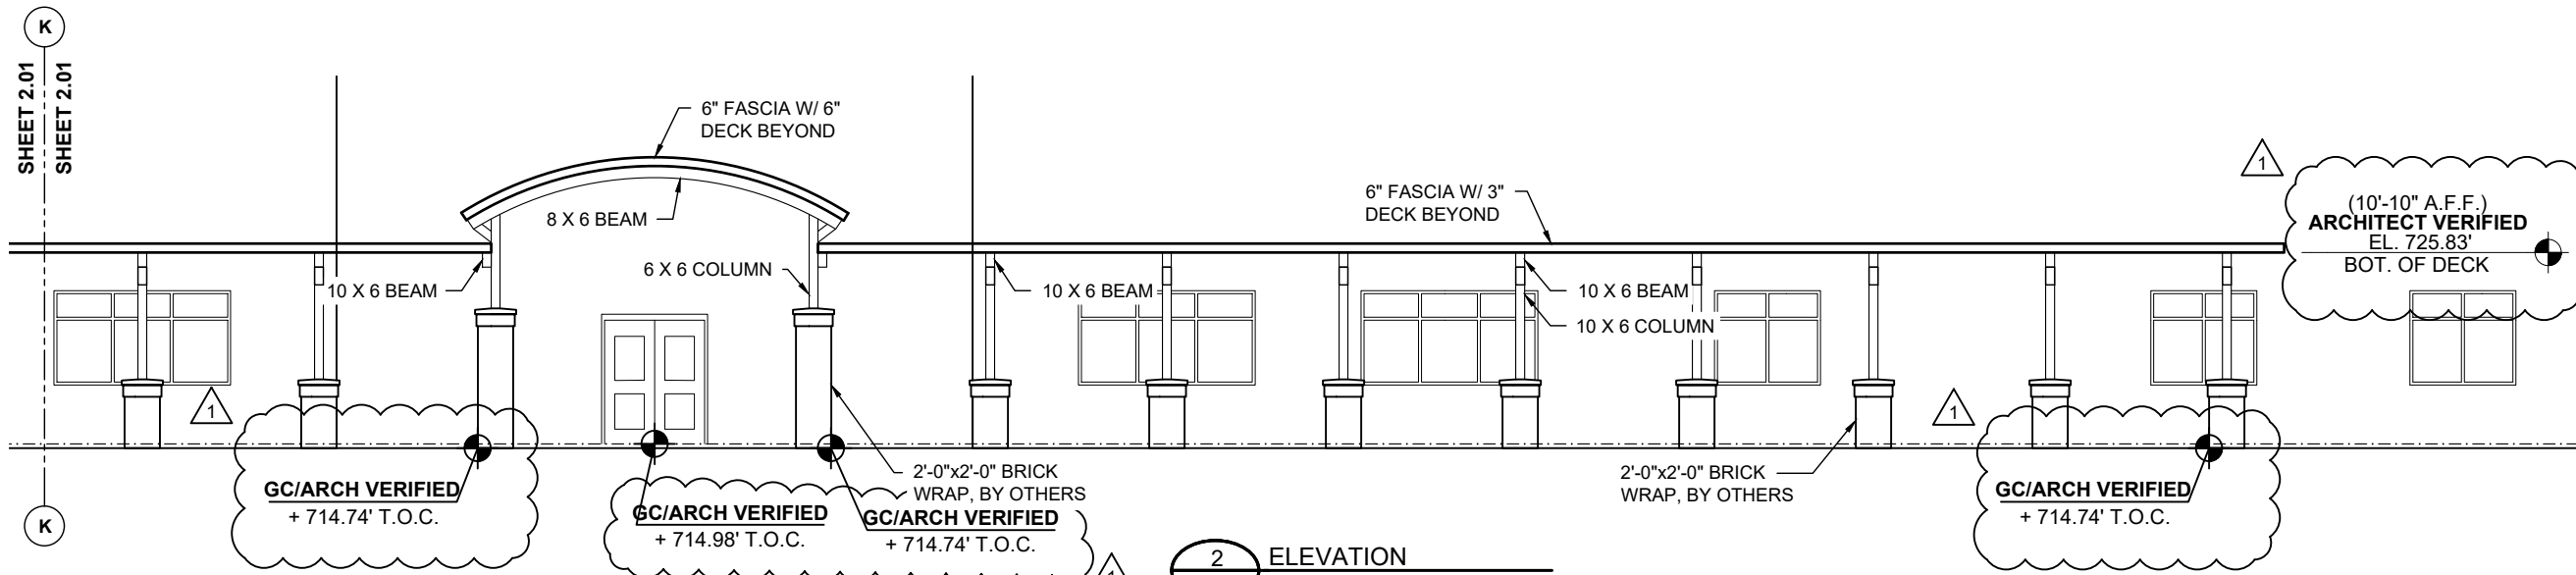 K
SHEET 2.01
SHEET 2.01
6" FASCIA W/ 6"
DECK BEYOND
8 X 6 BEAM
6 X 6 COLUMN
10 X 6 BEAM
10 X 6 BEAM
6" FASCIA W/ 3"
DECK BEYOND
10 X 6 BEAM
10 X 6 COLUMN
1
(10'-10" A.F.F.)
ARCHITECT VERIFIED
EL. 725.83'
BOT. OF DECK
1
GC/ARCH VERIFIED
+ 714.74' T.O.C.
GC/ARCH VERIFIED
+ 714.98' T.O.C.
2'-0"x2'-0" BRICK
WRAP, BY OTHERS
GC/ARCH VERIFIED
+ 714.74' T.O.C.
1
2'-0"x2'-0" BRICK
WRAP, BY OTHERS
1
GC/ARCH VERIFIED
+ 714.74' T.O.C.
K
2
ELEVATION